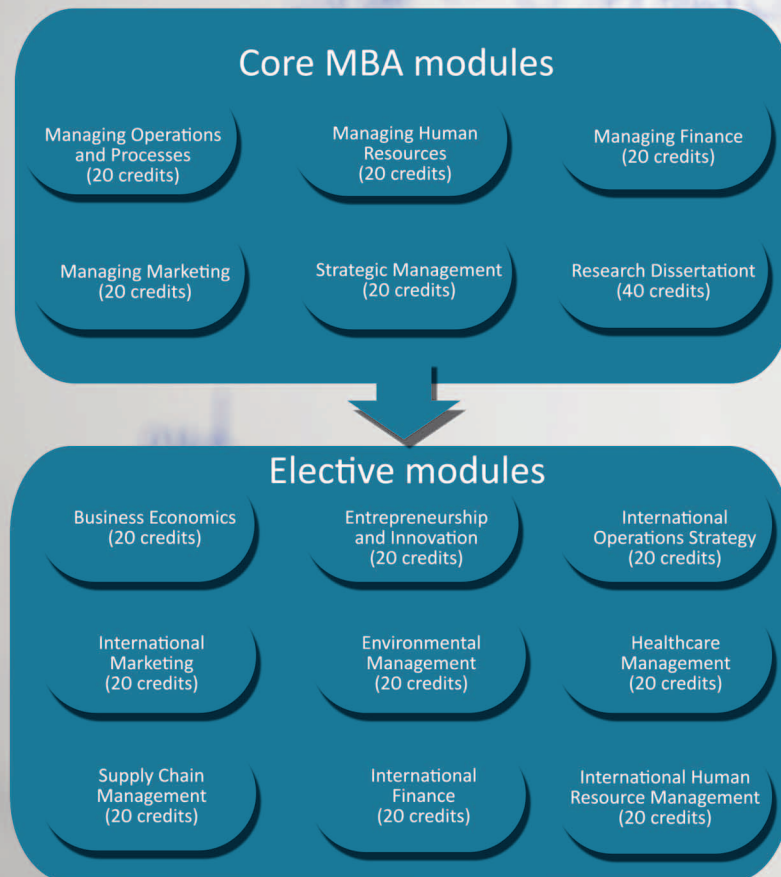 Core MBA modules
Managing Operations
and Processes
(20 credits)
Managing Human
Resources
(20 credits)
Managing Finance
(20 credits)
Managing Marketing
(20 credits)
Strategic Management
(20 credits)
Research Dissertationt
(40 credits)
Elective modules
Business Economics
(20 credits)
Entrepreneurship
and Innovation
(20 credits)
International
Operations Strategy
(20 credits)
International
Marketing
(20 credits)
Environmental
Management
(20 credits)
Healthcare
Management
(20 credits)
Supply Chain
Management
(20 credits)
International
Finance
(20 credits)
International Human
Resource Management
(20 credits)